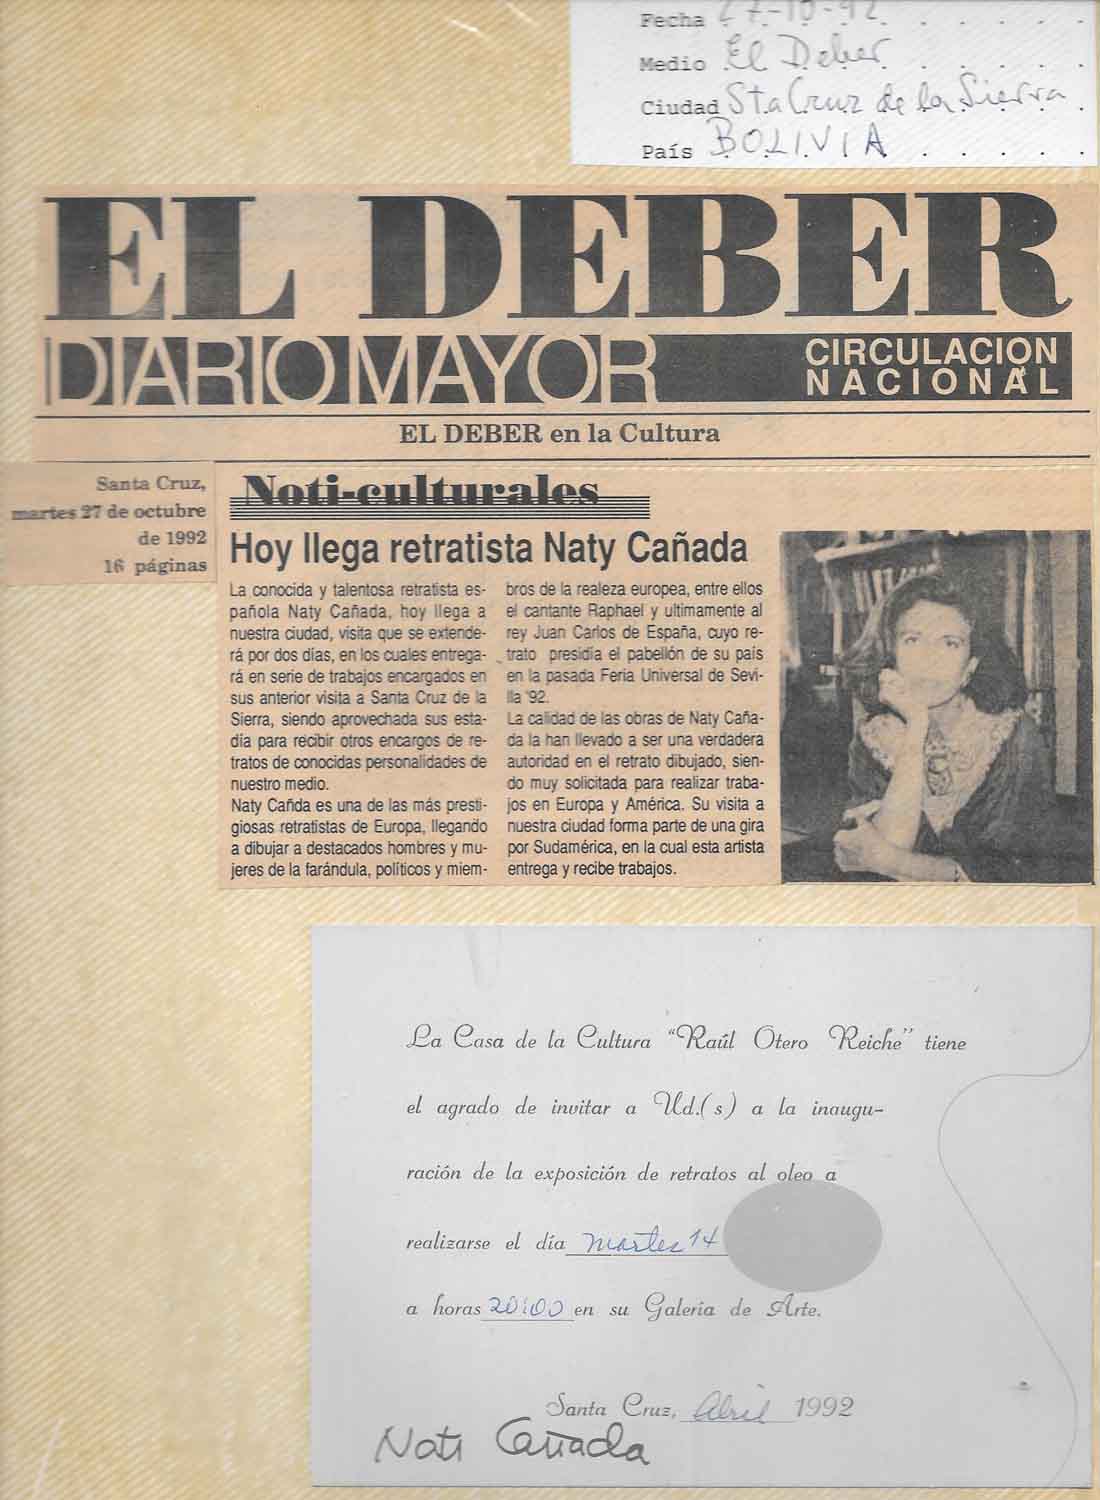 Fecha 27-10-92
Medio El Deber
Ciudad Sta Cruz de la Sierra
País BOLIVIA
EL DEBER
DIARIO MAYOR
CIRCULACION
NACIONAL
EL DEBER en la Cultura
Santa Cruz,
martes 27 de octubre
de 1992
16 páginas
Noti-culturales
Hoy llega retratista Naty Cañada
La conocida y talentosa retratista es-
pañola Naty Cañada, hoy llega a
nuestra ciudad, visita que se extende-
rá por dos días, en los cuales entrega-
rá en serie de trabajos encargados en
sus anterior visita a Santa Cruz de la
Sierra, siendo aprovechada sus esta-
día para recibir otros encargos de re-
tratos de conocidas personalidades de
nuestro medio.
Naty Cañda es una de las más presti-
giosas retratistas de Europa, llegando
a dibujar a destacados hombres y mu-
jeres de la farándula, políticos y miem-
bros de la realeza europea, entre ellos
el cantante Raphael y ultimamente al
rey Juan Carlos de España, cuyo re-
trato presidia el pabellón de su país
en la pasada Feria Universal de Sevi-
lla '92.
La calidad de las obras de Naty Caña-
da la han llevado a ser una verdadera
autoridad en el retrato dibujado, sien-
do muy solicitada para realizar traba-
jos en Europa y América. Su visita a
nuestra ciudad forma parte de una gira
por Sudamérica, en la cual esta artista
entrega y recibe trabajos.
La Casa de la Cultura "Raúl Otero Reiche" tiene
el agrado de invitar a Ud.(s) a la inaugu-
ración de la exposición de retratos al oleo a
realizarse el día martes 14
a horas 20:00 en su Galería de Arte.
Santa Cruz, Abril 1992
Nati Cañada